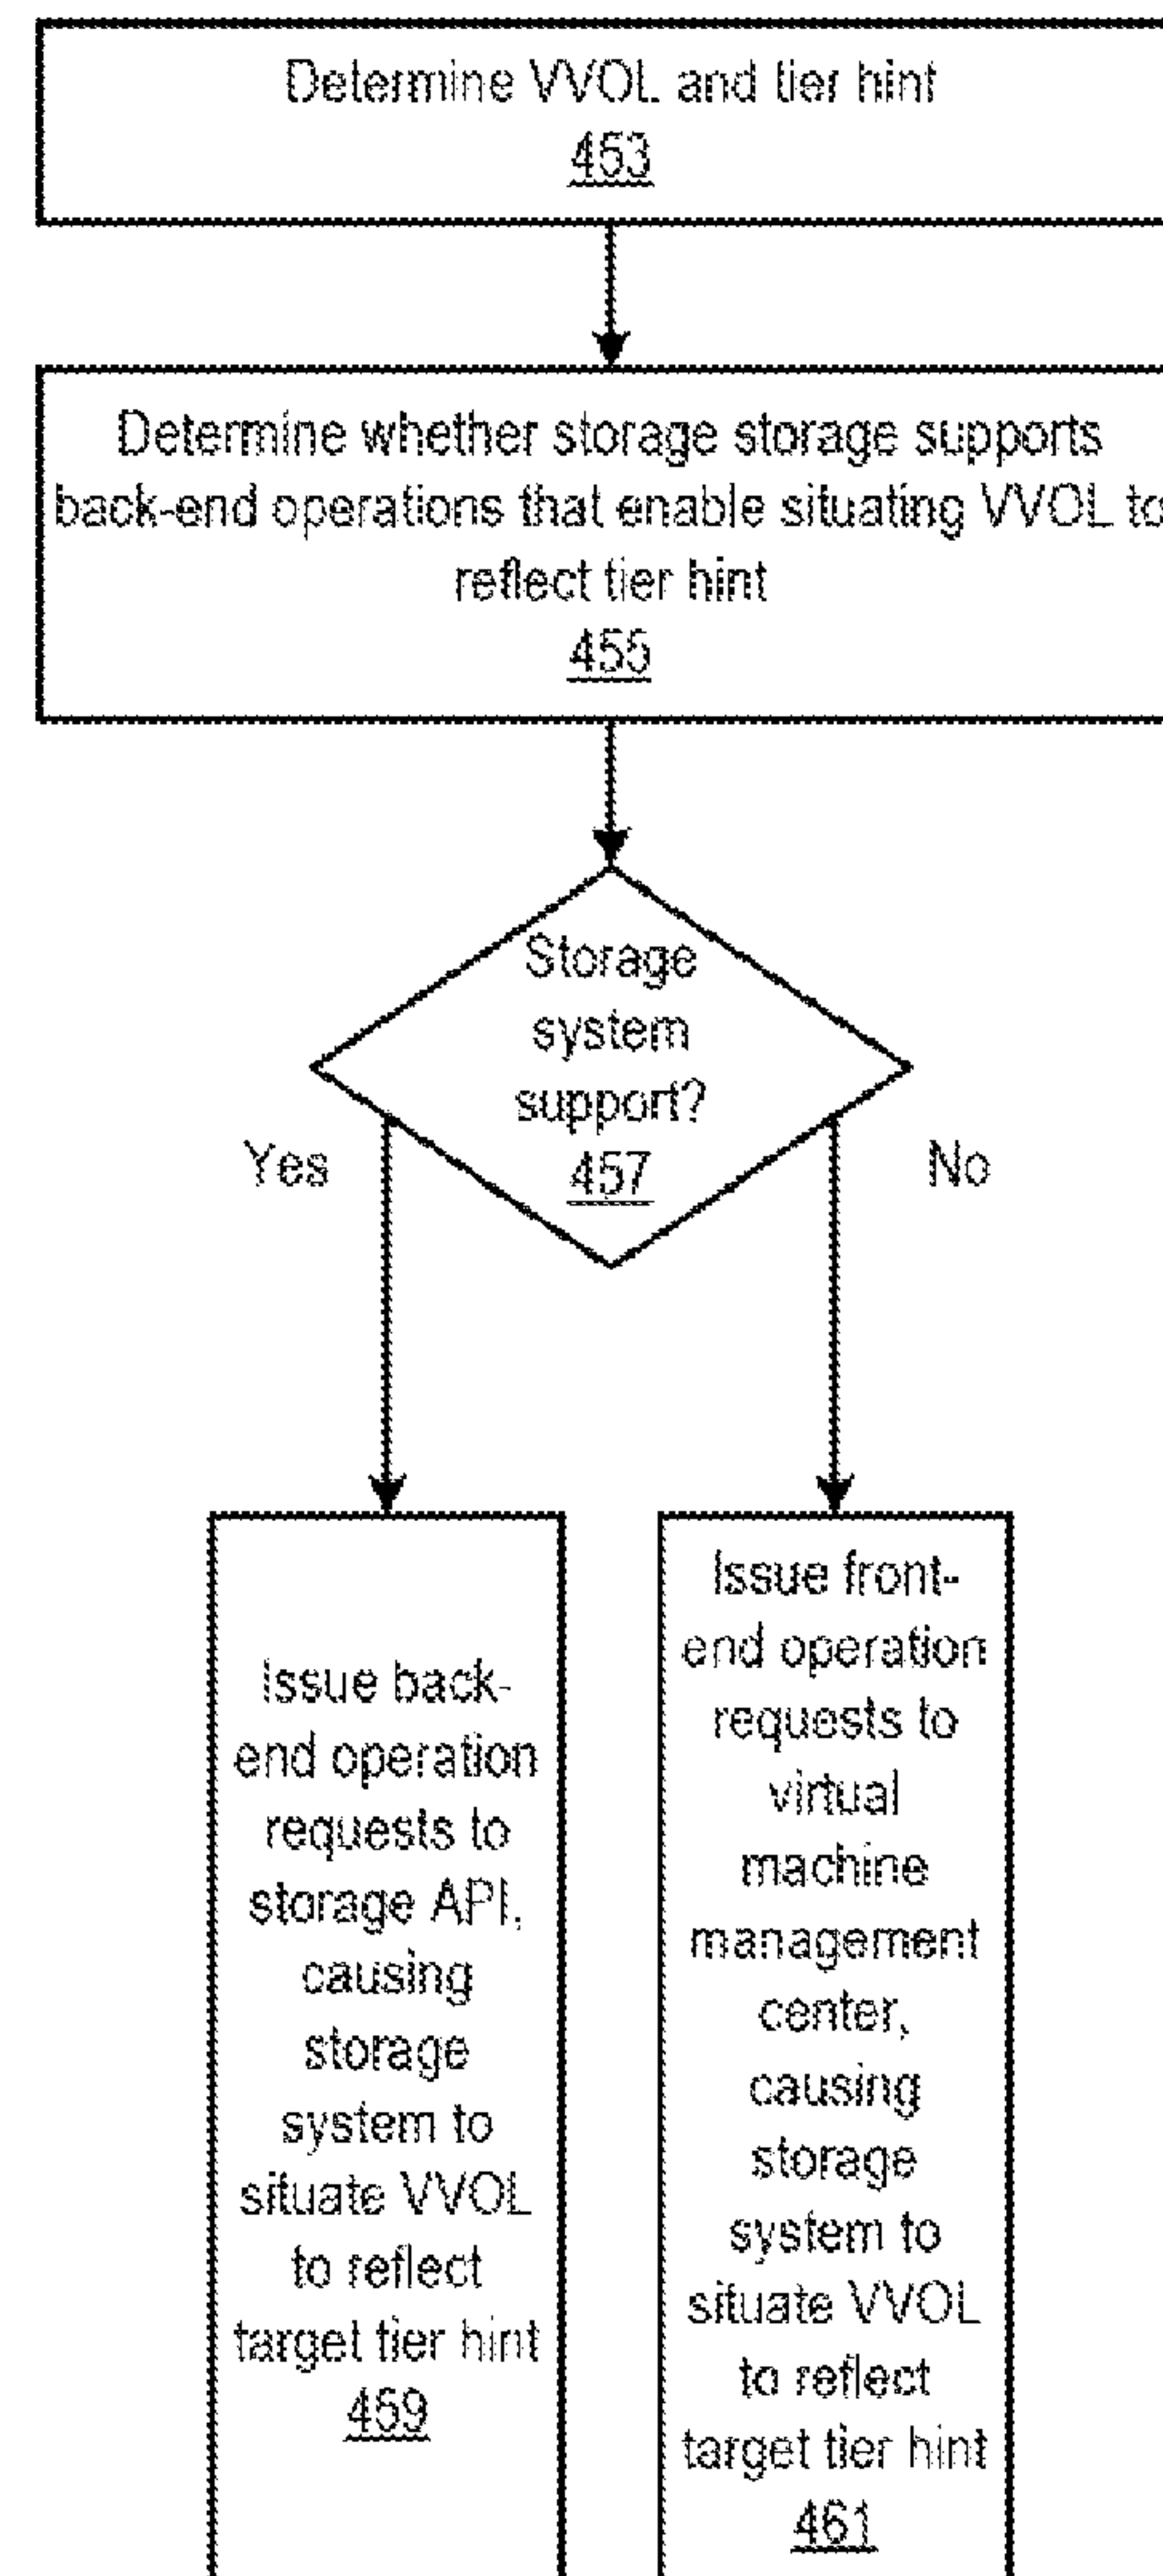 Determine VVOL and tier hint
453
Determine whether storage storage supports
back-end operations that enable situating VVOL to
reflect tier hint
455
Storage
system
support?
457
Yes
No
Issue back-
end operation
requests to
storage API,
causing
storage
system to
situate VVOL
to reflect
target tier hint
459
Issue front-
end operation
requests to
virtual
machine
management
center,
causing
storage
system to
situate VVOL
to reflect
target tier hint
461